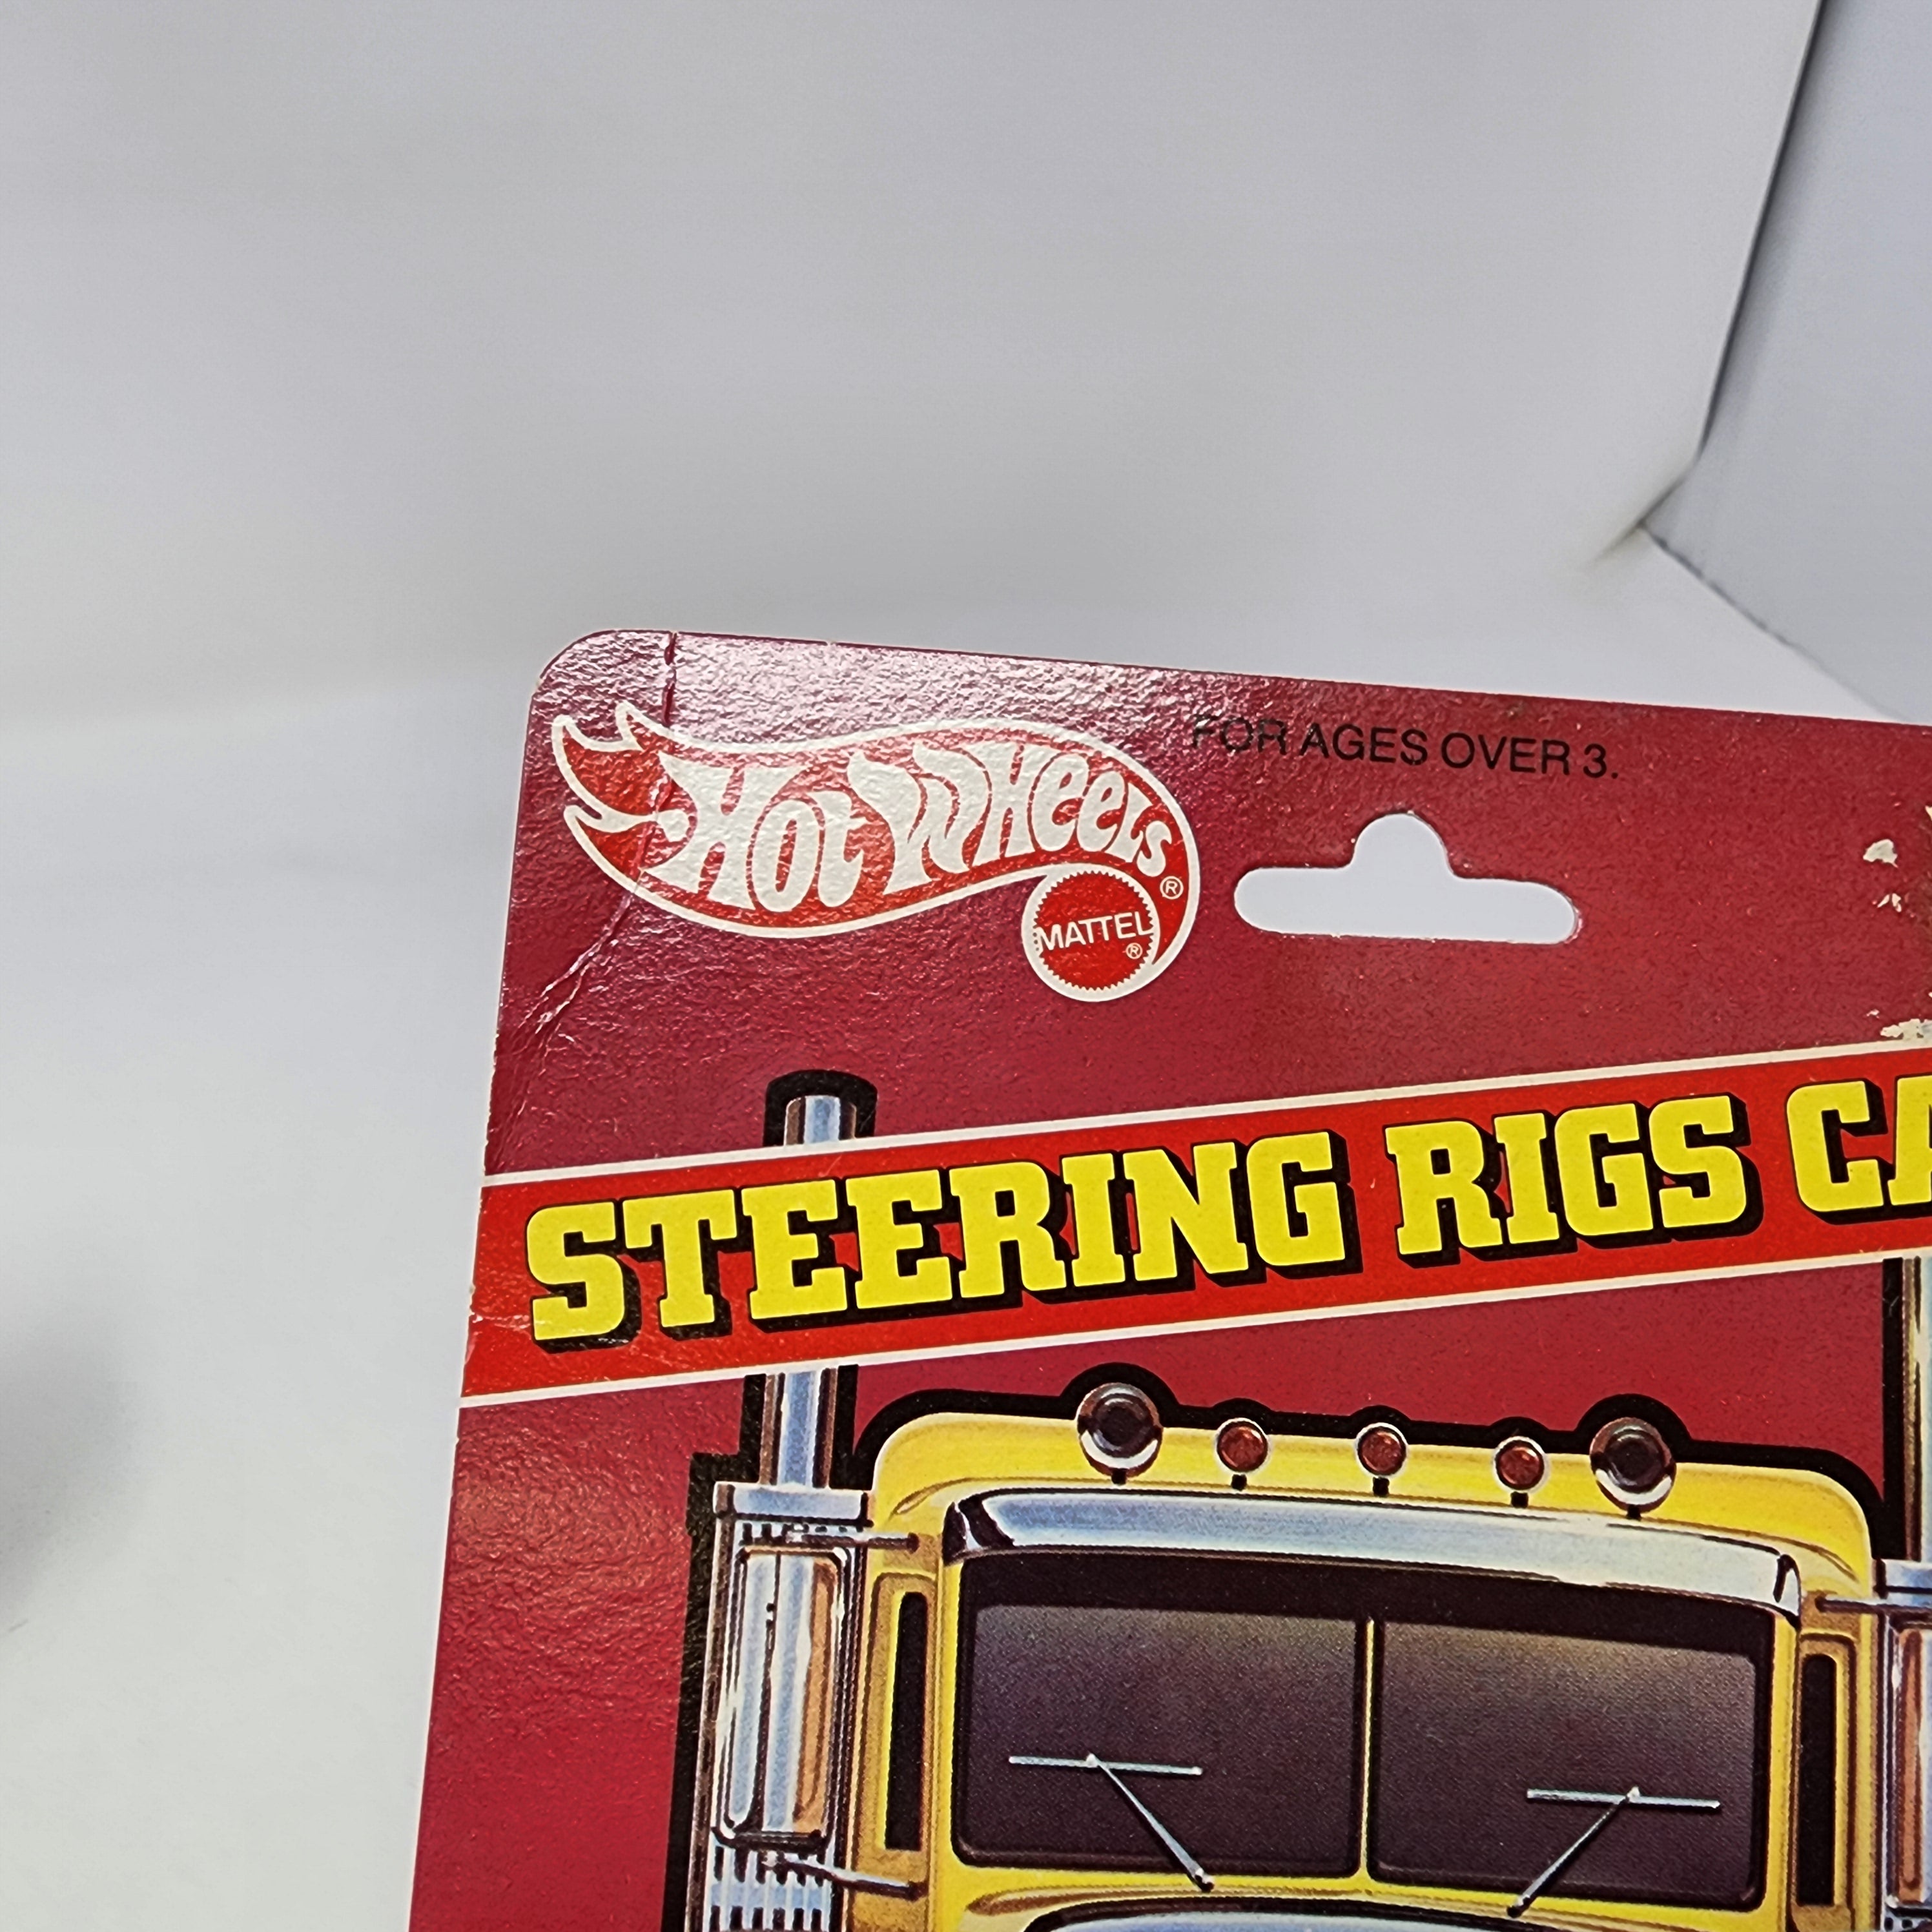 FOR AGES OVER 3.
HOT WHEELS®
MATTEL®
STEERING RIGS CA